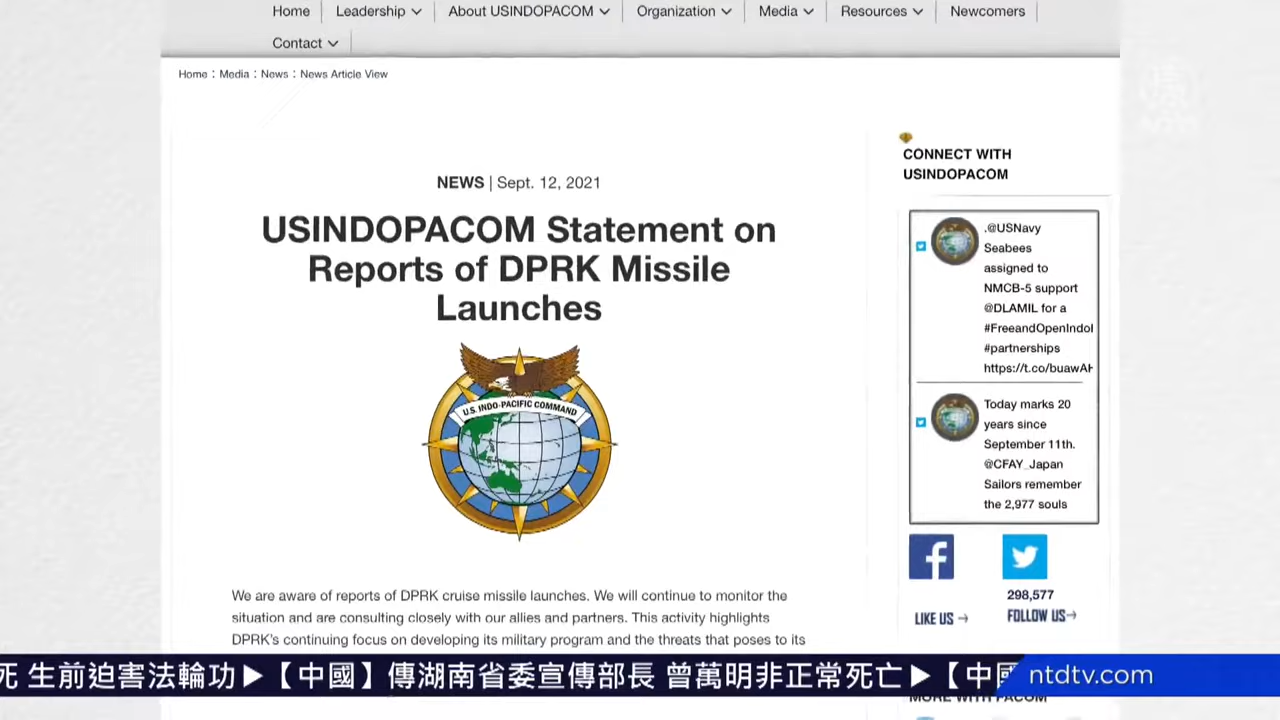 Home
Leadership
About USINDOPACOM
Organization
Media
Resources
Newcomers
Contact
Home : Media : News : News Article View
NEWS | Sept. 12, 2021
USINDOPACOM Statement on
Reports of DPRK Missile
Launches
U.S. INDO-PACIFIC COMMAND
We are aware of reports of DPRK cruise missile launches. We will continue to monitor the
situation and are consulting closely with our allies and partners. This activity highlights
DPRK's continuing focus on developing its military program and the threats that poses to its
CONNECT WITH
USINDOPACOM
.@USNavy
Seabees
assigned to
NMCB-5 support
@DLAMIL for a
#FreeandOpenIndo
#partnerships
https://t.co/buawA
Today marks 20
years since
September 11th.
@CFAY_Japan
Sailors remember
the 2,977 souls
298,577
LIKE US →
FOLLOW US→
MORE WITH PACOM
死 生前迫害法輪功▶【中國】傳湖南省委宣傳部長 曾萬明非正常死亡▶【中國
ntdtv.com